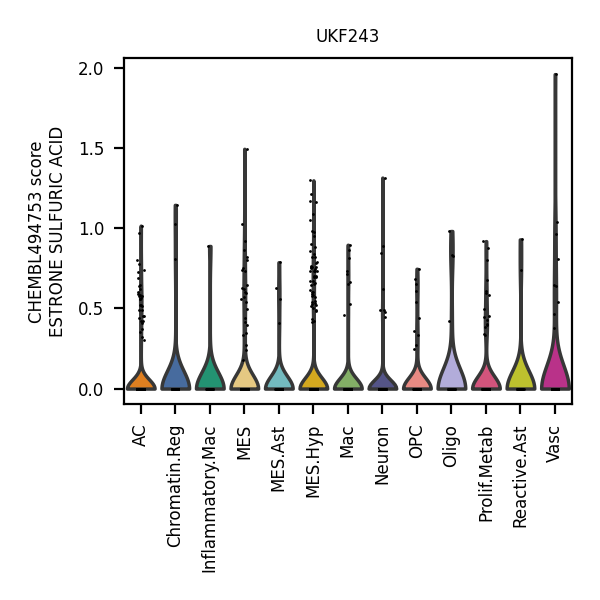 UKF243
CHEMBL494753 score
ESTRONE SULFURIC ACID
2.0
1.5
1.0
0.5
0.0
AC
Chromatin.Reg
Inflammatory.Mac
MES
MES.Ast
MES.Hyp
Mac
Neuron
OPC
Oligo
Prolif.Metab
Reactive.Ast
Vasc